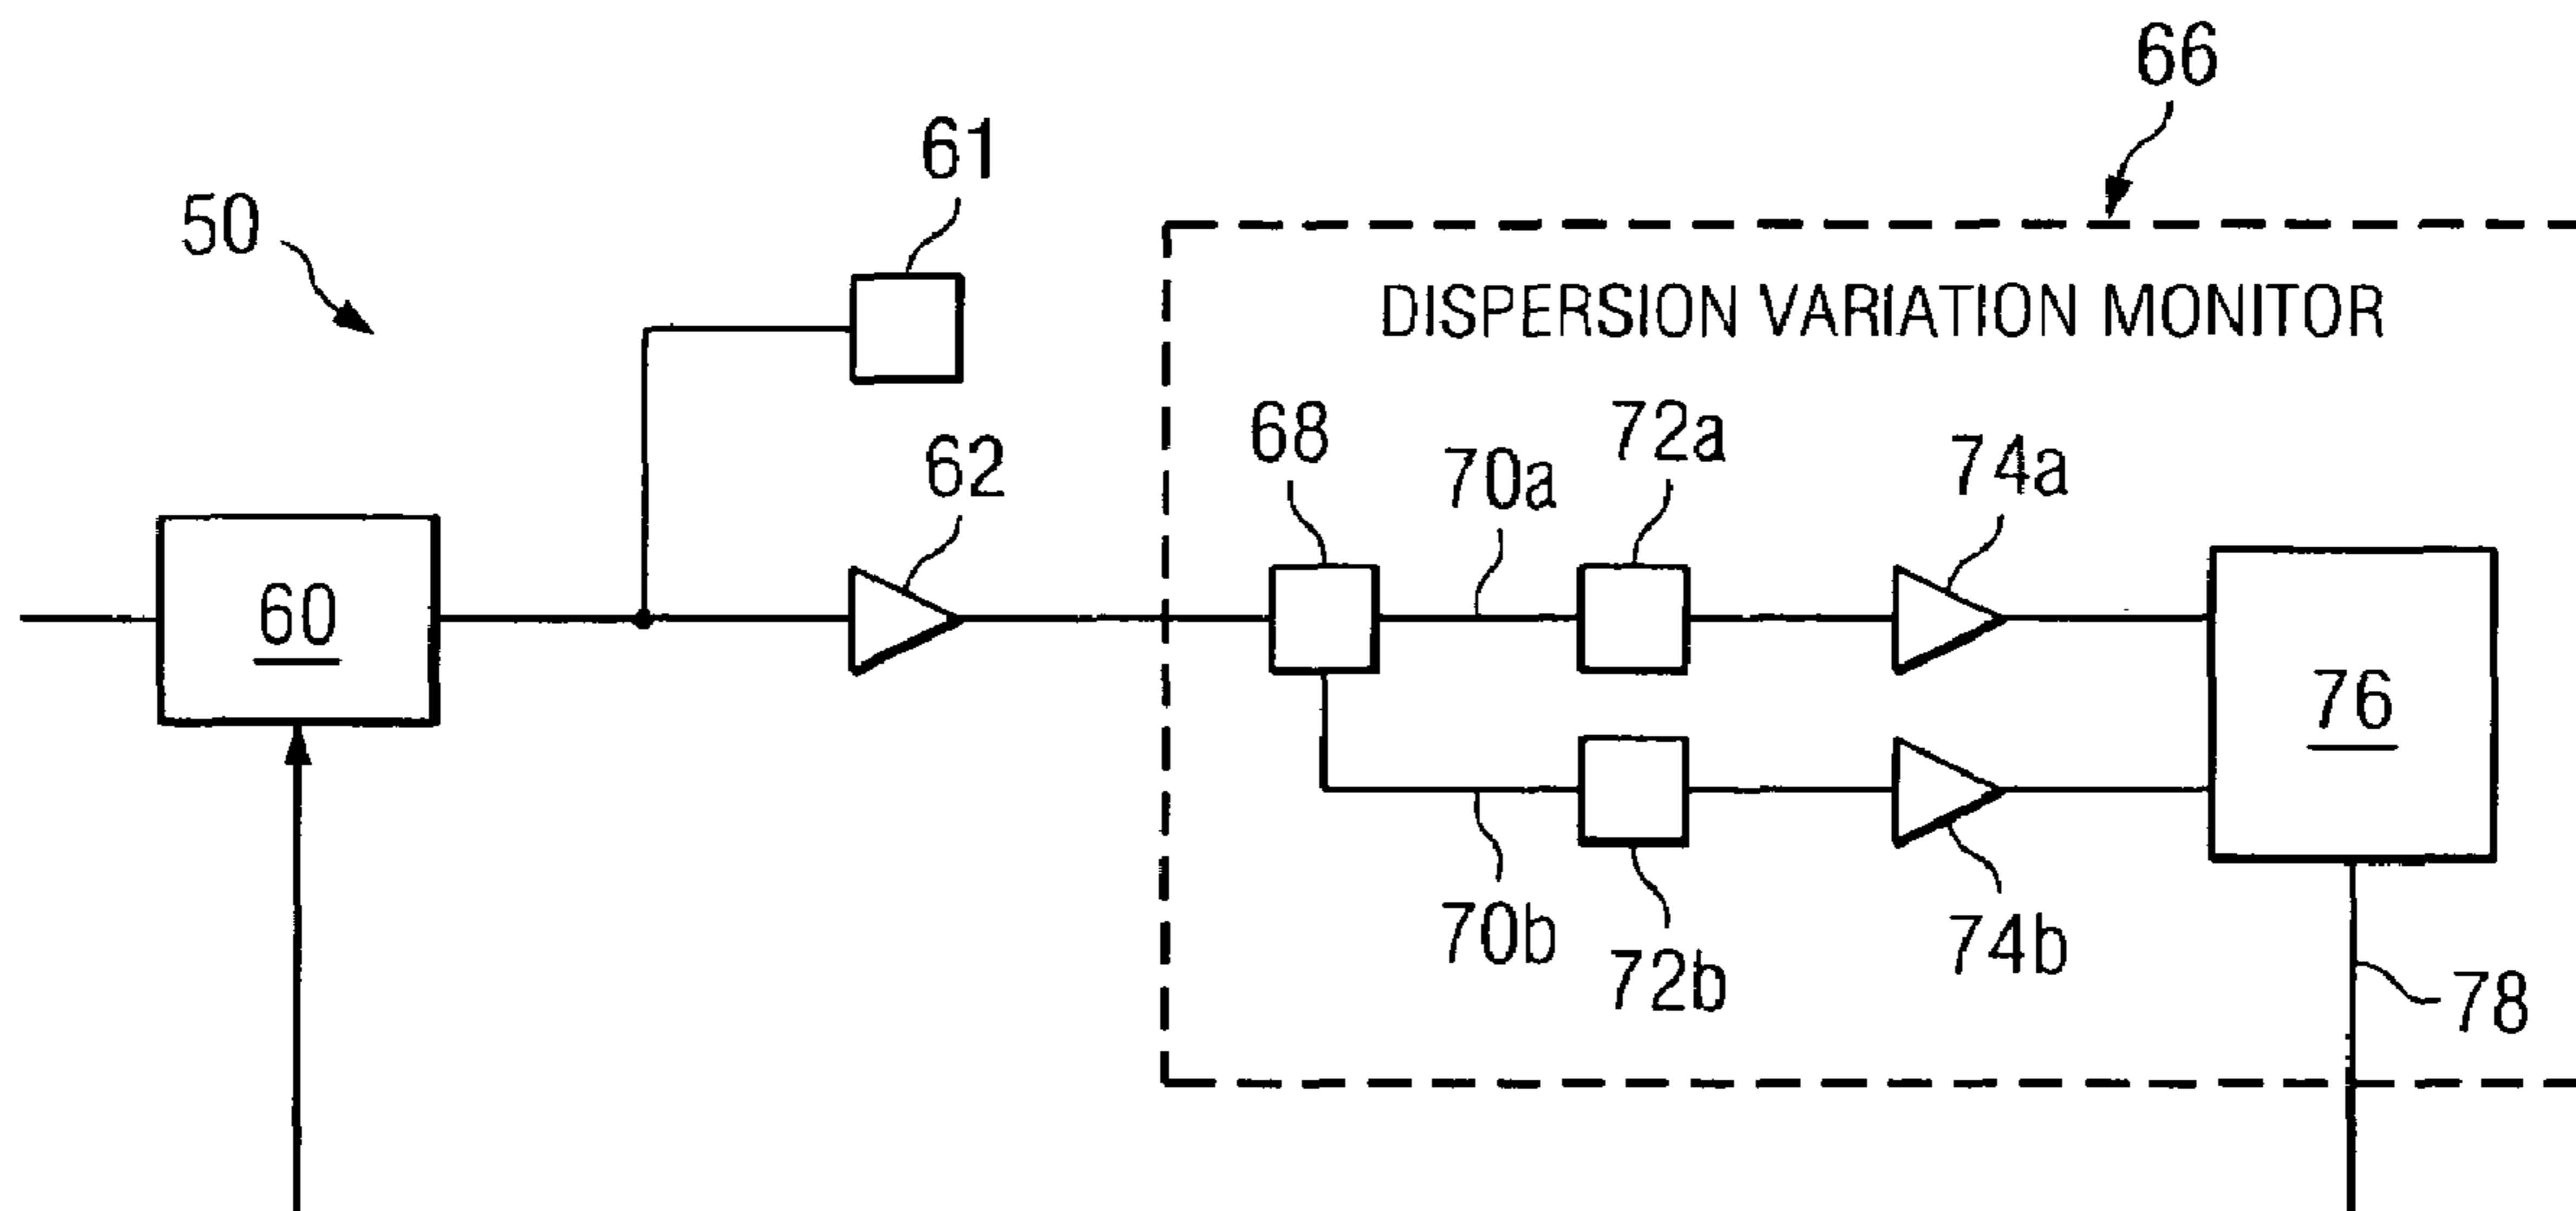 66
61
50
DISPERSION VARIATION MONITOR
68
72a
62
70a
74a
60
76
70b
72b
74b
78